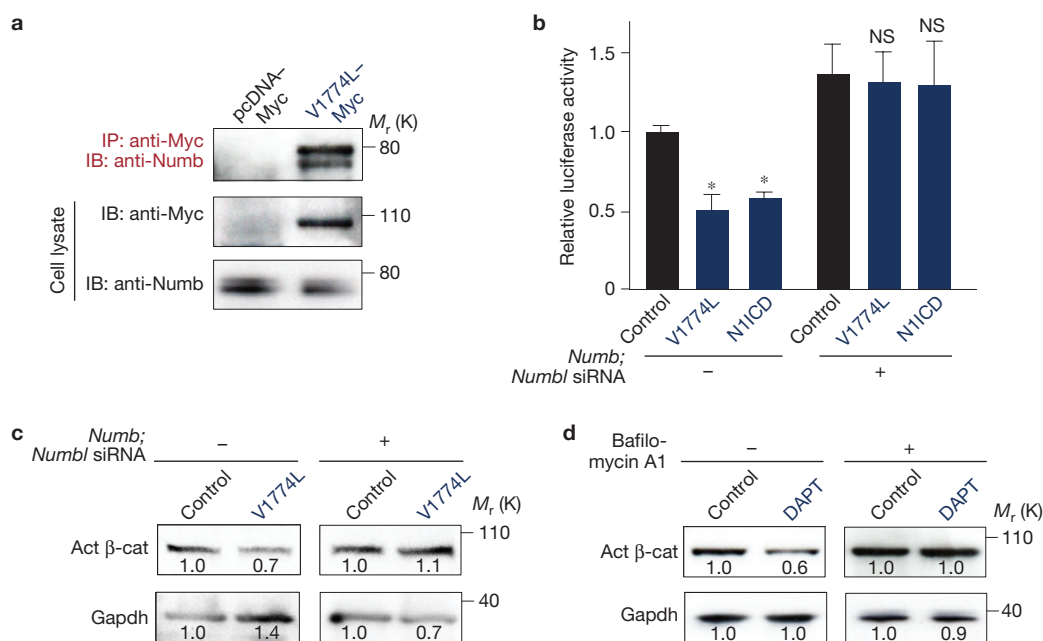 a
pcDNA–
Myc
V1774L–
Myc
Mr (K)
IP: anti-Myc
IB: anti-Numb
80
Cell lysate
IB: anti-Myc
110
IB: anti-Numb
80
b
Relative luciferase activity
1.5
1.0
0.5
0
*
*
NS
NS
Control
V1774L
N1ICD
Control
V1774L
N1ICD
Numb;
Numbl siRNA
–
+
c
Numb;
Numbl siRNA
–
+
Control
V1774L
Control
V1774L
Mr (K)
Act β-cat
1.0 0.7 1.0 1.1
110
Gapdh
1.0 1.4 1.0 0.7
40
d
Bafilo-
mycin A1
–
+
Control
DAPT
Control
DAPT
Mr (K)
Act β-cat
1.0 0.6 1.0 1.0
110
Gapdh
1.0 1.0 1.0 0.9
40